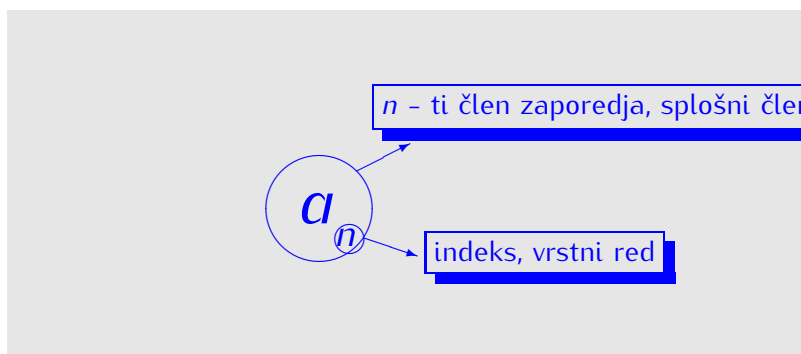 n – ti člen zaporedja, splošni člen
a
n
indeks, vrstni red